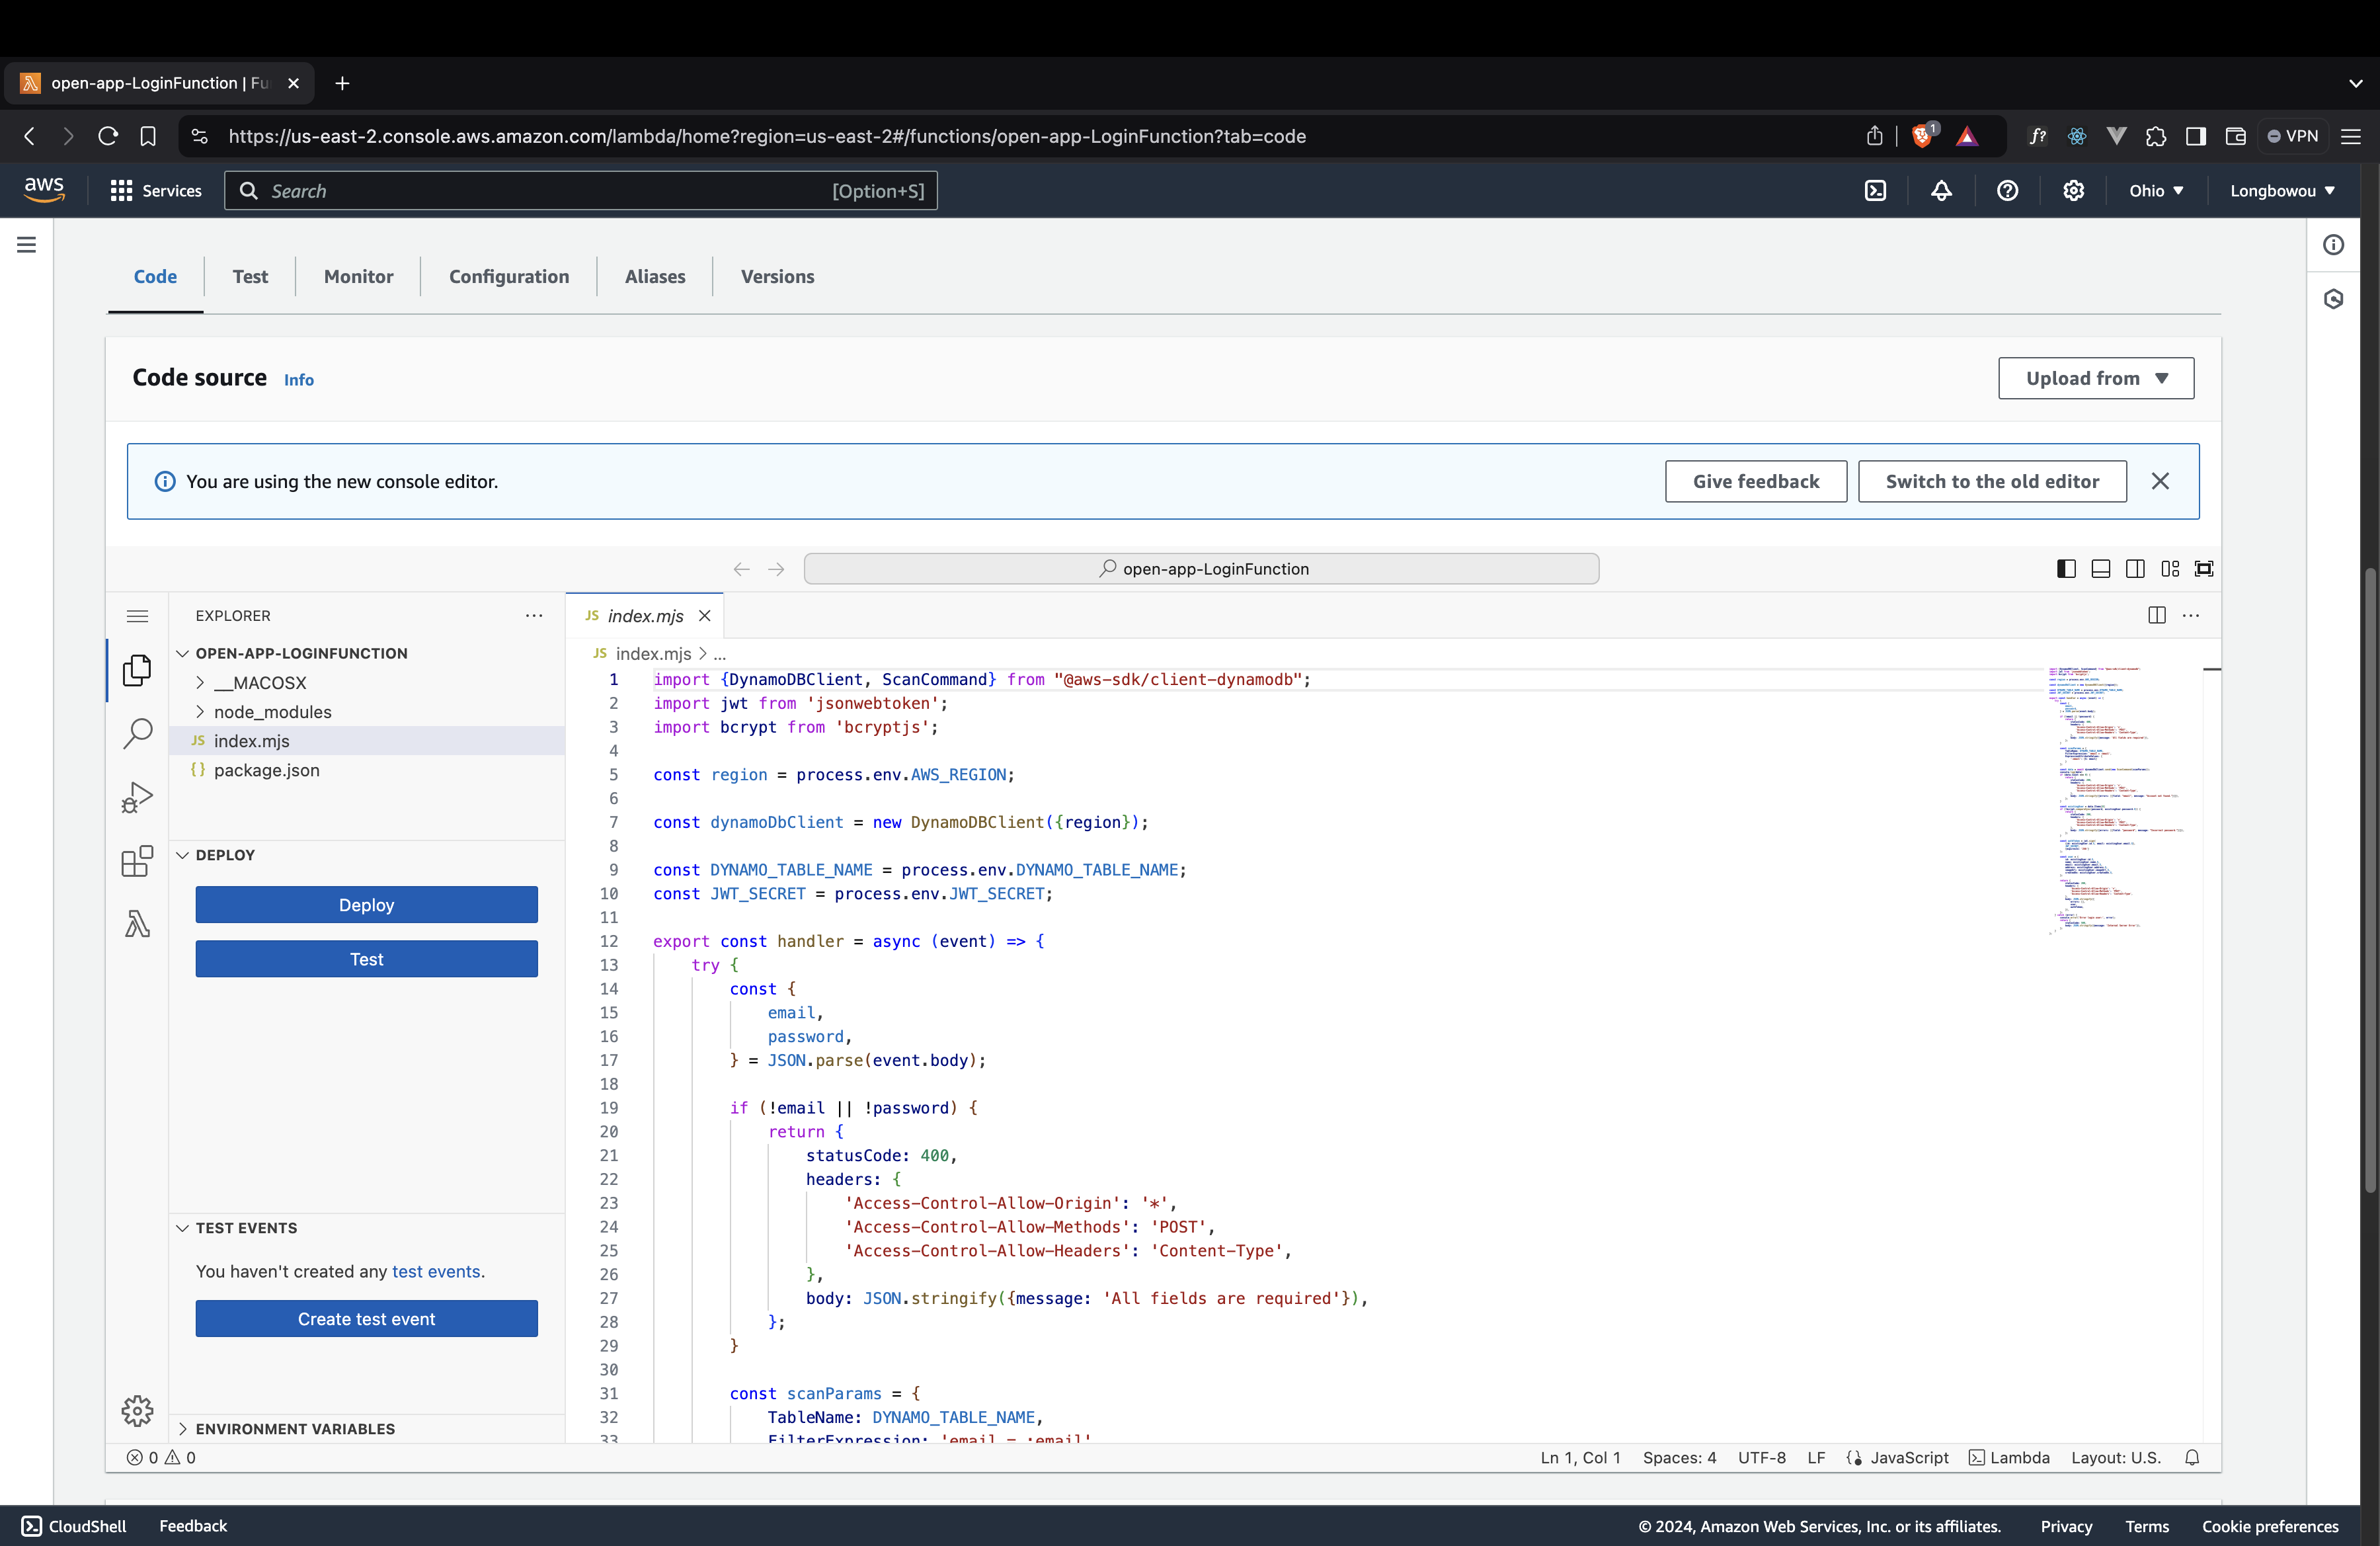 open-app-LoginFunction | Fu
https://us-east-2.console.aws.amazon.com/lambda/home?region=us-east-2#/functions/open-app-LoginFunction?tab=code
1
f?
VPN
aws
Services
Search
[Option+S]
Ohio
Longbowou
Code
Test
Monitor
Configuration
Aliases
Versions
Code source
Info
Upload from
You are using the new console editor.
Give feedback
Switch to the old editor
open-app-LoginFunction
EXPLORER
OPEN-APP-LOGINFUNCTION
__MACOSX
node_modules
JS index.mjs
{} package.json
DEPLOY
Deploy
Test
TEST EVENTS
You haven't created any test events.
Create test event
ENVIRONMENT VARIABLES
JS index.mjs
JS index.mjs > ...
1 import {DynamoDBClient, ScanCommand} from "@aws-sdk/client-dynamodb";
2 import jwt from 'jsonwebtoken';
3 import bcrypt from 'bcryptjs';
4
5 const region = process.env.AWS_REGION;
6
7 const dynamoDbClient = new DynamoDBClient({region});
8
9 const DYNAMO_TABLE_NAME = process.env.DYNAMO_TABLE_NAME;
10 const JWT_SECRET = process.env.JWT_SECRET;
11
12 export const handler = async (event) => {
13 try {
14 const {
15 email,
16 password,
17 } = JSON.parse(event.body);
18
19 if (!email || !password) {
20 return {
21 statusCode: 400,
22 headers: {
23 'Access-Control-Allow-Origin': '*',
24 'Access-Control-Allow-Methods': 'POST',
25 'Access-Control-Allow-Headers': 'Content-Type',
26 },
27 body: JSON.stringify({message: 'All fields are required'}),
28 };
29 }
30
31 const scanParams = {
32 TableName: DYNAMO_TABLE_NAME,
33 FilterExpression: 'email = :email'
0 0
Ln 1, Col 1
Spaces: 4
UTF-8
LF
JavaScript
Lambda
Layout: U.S.
CloudShell
Feedback
© 2024, Amazon Web Services, Inc. or its affiliates.
Privacy
Terms
Cookie preferences